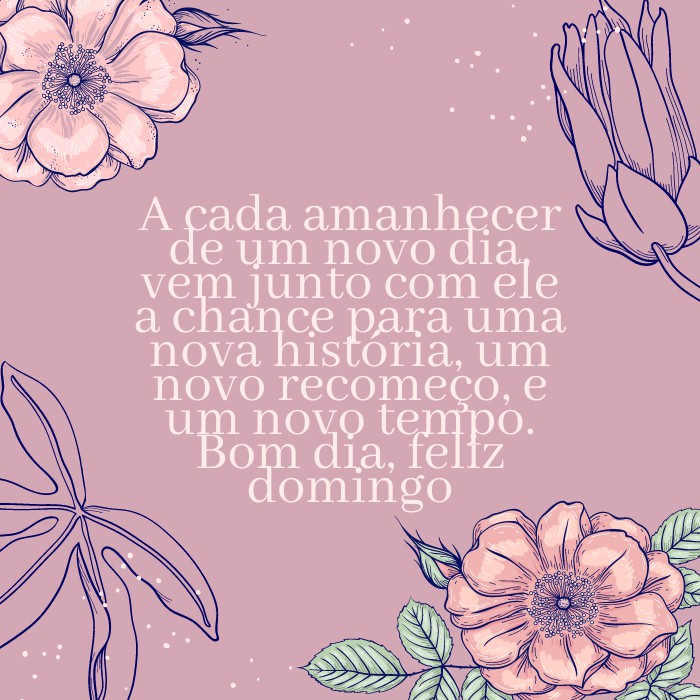 A cada amanhecer
de um novo dia,
vem junto com ele
a chance para uma
nova história, um
novo recomeço, e
um novo tempo.
Bom dia, feliz
domingo